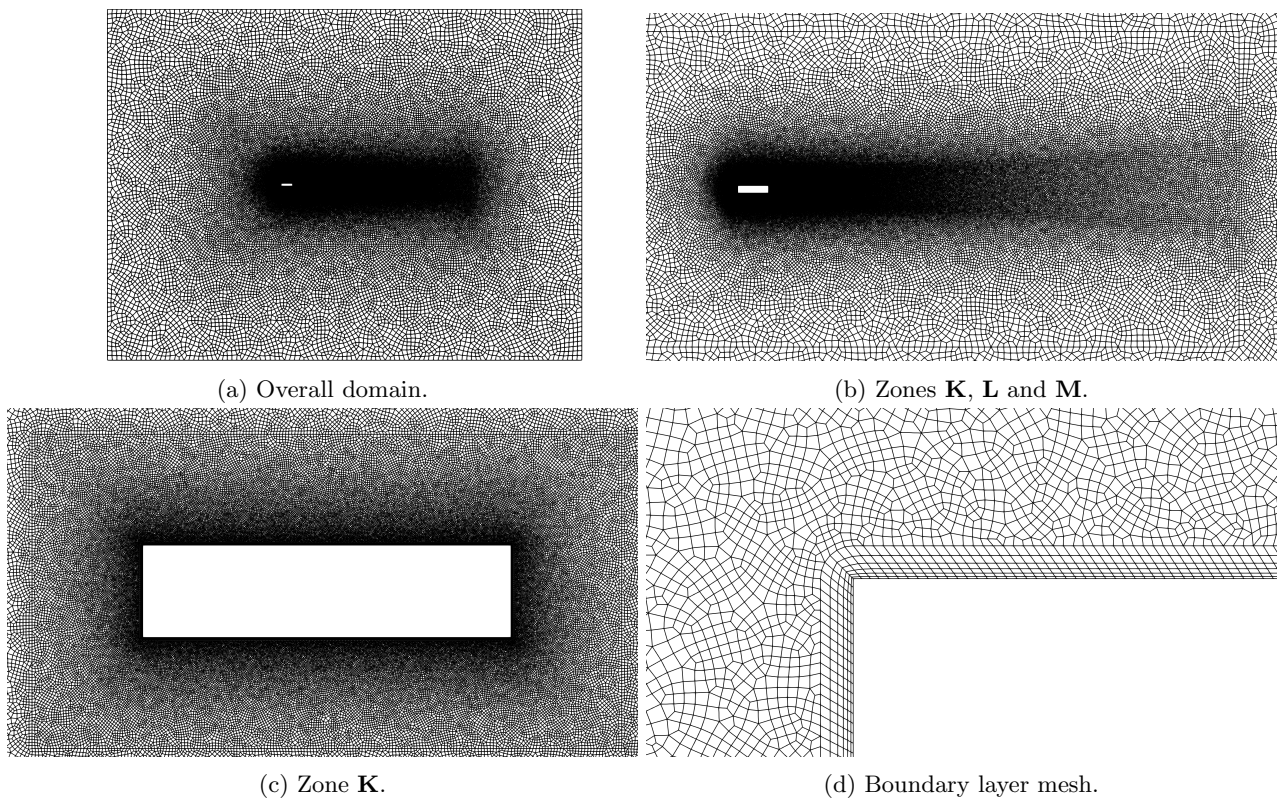 (a) Overall domain.
(b) Zones K, L and M.
(c) Zone K.
(d) Boundary layer mesh.